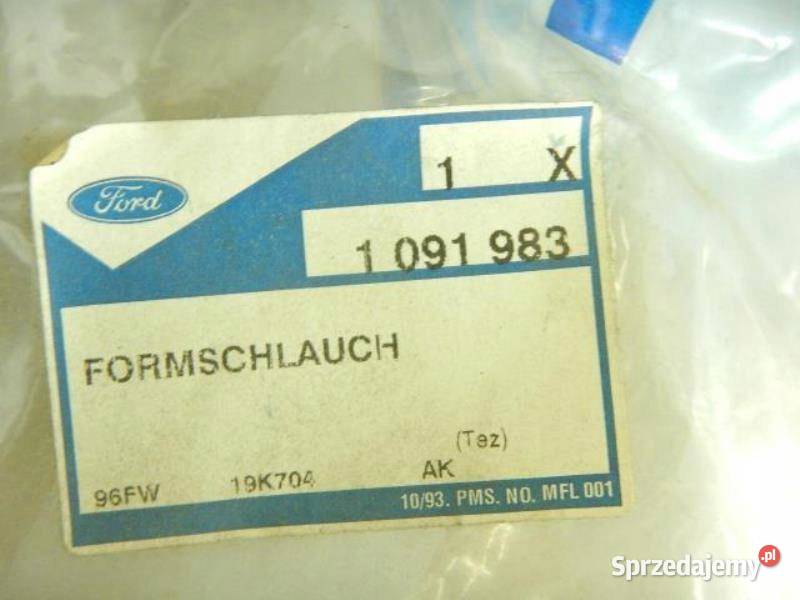 Ford
1 X
1 091 983
FORMSCHLAUCH
(Tez)
96FW 19K704 AK
10/93. PMS. NO. MFL 001
Sprzedajemy.pl